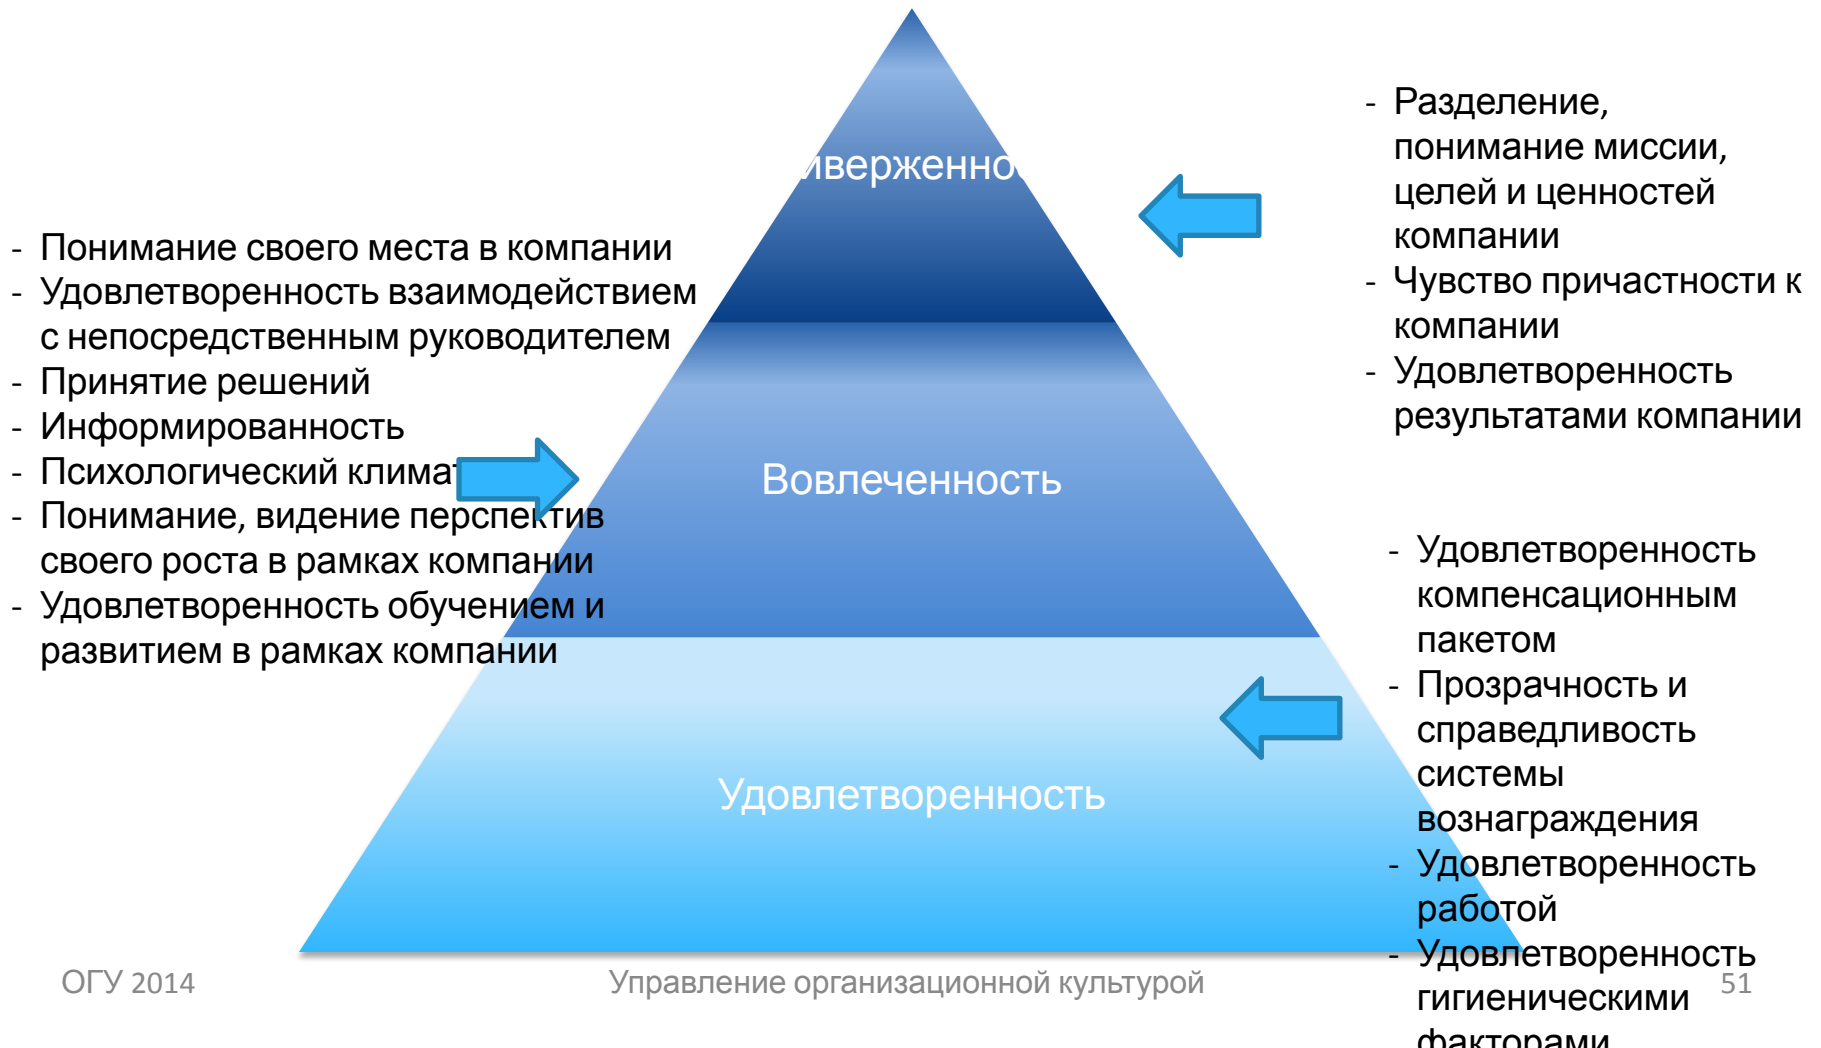 иверженно
- Разделение,
понимание миссии,
целей и ценностей
компании
- Чувство причастности к
компании
- Удовлетворенность
результатами компании
- Понимание своего места в компании
- Удовлетворенность взаимодействием
с непосредственным руководителем
- Принятие решений
- Информированность
- Психологический климат
- Понимание, видение перспектив
своего роста в рамках компании
- Удовлетворенность обучением и
развитием в рамках компании
Вовлеченность
- Удовлетворенность
компенсационным
пакетом
- Прозрачность и
справедливость
системы
вознаграждения
- Удовлетворенность
работой
- Удовлетворенность
гигиеническими
факторами
Удовлетворенность
ОГУ 2014
Управление организационной культурой
51